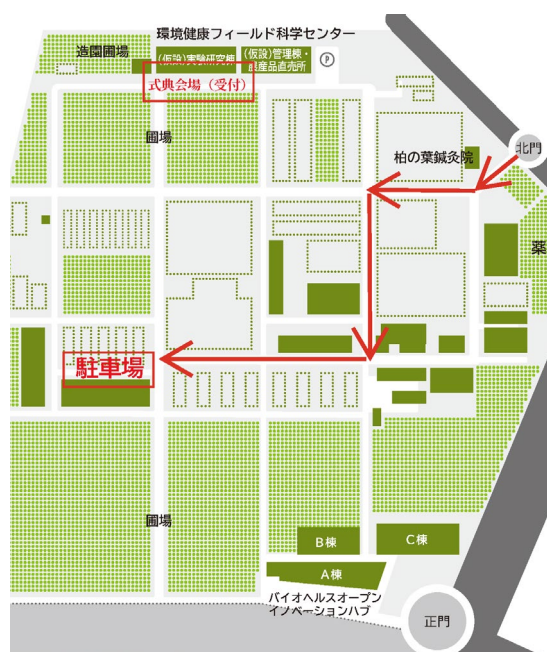 環境健康フィールド科学センター
造園圃場
(仮設)実験研究棟
(仮設)管理棟・
農産品直売所
P
式典会場（受付）
圃場
柏の葉鍼灸院
北門
薬
駐車場
圃場
B棟
C棟
A棟
バイオヘルスオープン
イノベーションハブ
正門